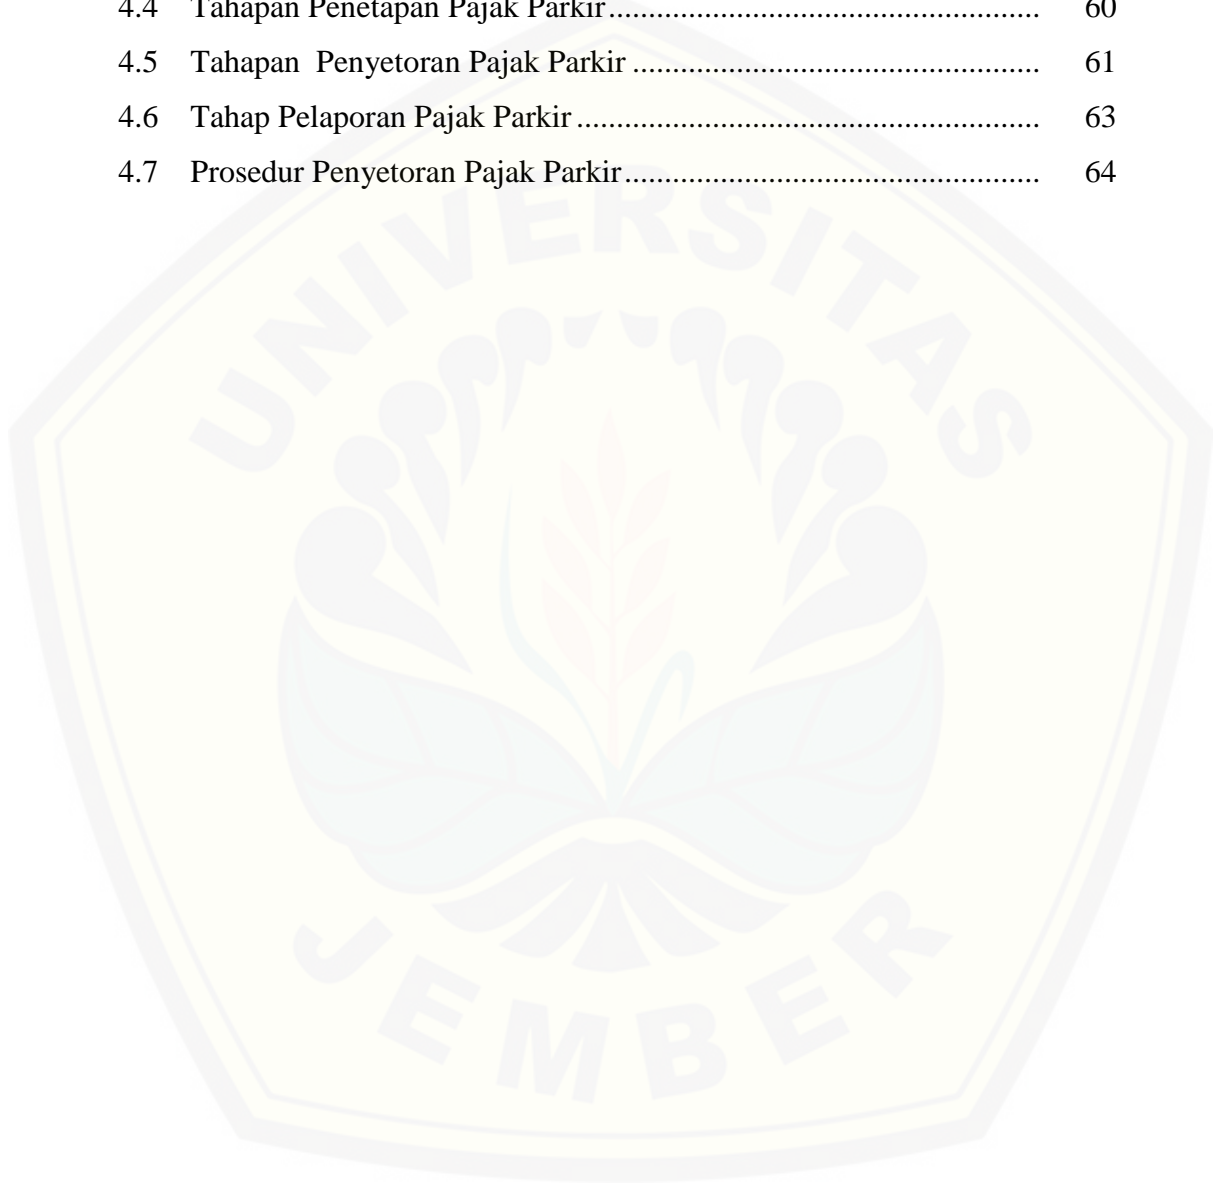 4.4 Tahapan Penetapan Pajak Parkir...................................................... 60
4.5 Tahapan  Penyetoran Pajak Parkir ................................................... 61
4.6 Tahap Pelaporan Pajak Parkir .......................................................... 63
4.7 Prosedur Penyetoran Pajak Parkir.................................................... 64
UNIVERSITAS
JEMBER